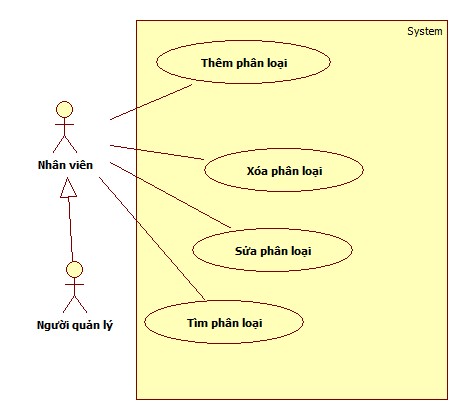 System
Thêm phân loại
Nhân viên
Xóa phân loại
Sửa phân loại
Người quản lý
Tìm phân loại